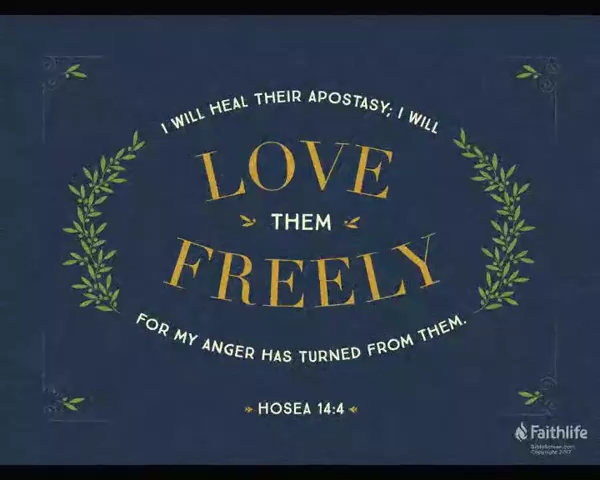 I WILL HEAL THEIR APOSTASY; I WILL
LOVE
THEM
FREELY
FOR MY ANGER HAS TURNED FROM THEM.
HOSEA 14:4
Faithlife